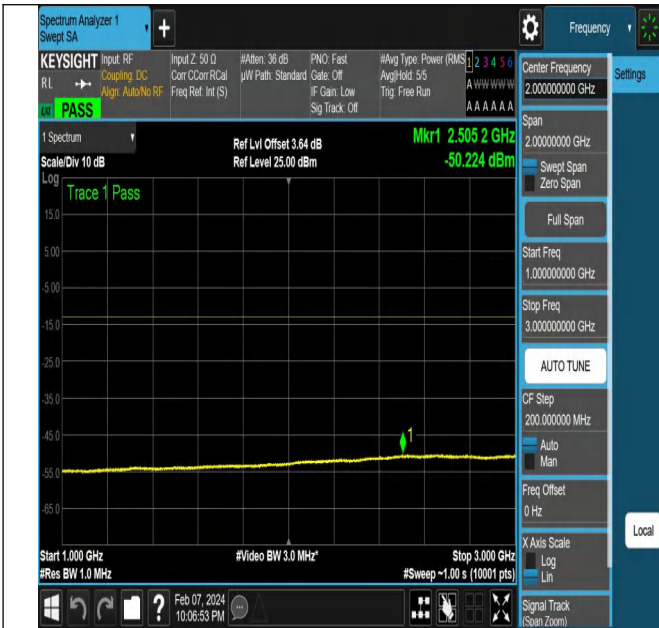 Spectrum Analyzer 1
Swept SA
+
Frequency
KEYSIGHT
RL
LXI
PASS
Input: RF
Coupling: DC
Align: Auto/No RF
Input Z: 50 Ω
Corr CCorr RCal
Freq Ref: Int (S)
#Atten: 36 dB
µW Path: Standard
PNO: Fast
Gate: Off
IF Gain: Low
Sig Track: Off
#Avg Type: Power (RMS
Avg|Hold: 5/5
Trig: Free Run
1 2 3 4 5 6
A W W W W W
A A A A A A
1 Spectrum
Scale/Div 10 dB
Ref Lvl Offset 3.64 dB
Ref Level 25.00 dBm
Mkr1 2.505 2 GHz
-50.224 dBm
Log
Trace 1 Pass
15.0
5.00
-5.00
-15.0
-25.0
-35.0
-45.0
-55.0
-65.0
1
Start 1.000 GHz
#Res BW 1.0 MHz
#Video BW 3.0 MHz*
Stop 3.000 GHz
#Sweep ~1.00 s (10001 pts)
Center Frequency
2.000000000 GHz
Settings
Span
2.00000000 GHz
Swept Span
Zero Span
Full Span
Start Freq
1.000000000 GHz
Stop Freq
3.000000000 GHz
AUTO TUNE
CF Step
200.000000 MHz
Auto
Man
Freq Offset
0 Hz
Local
X Axis Scale
Log
Lin
Signal Track
(Span Zoom)
?
Feb 07, 2024
10:06:53 PM